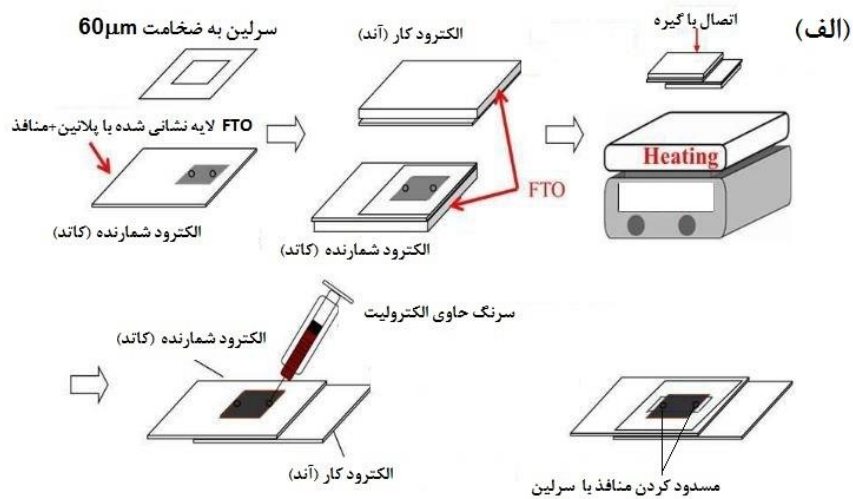 (الف)
سرلین به ضخامت 60μm
FTO لایه نشانی شده با پلاتین+منافذ
الکترود شمارنده (کاتد)
الکترود کار (آند)
FTO
الکترود شمارنده (کاتد)
اتصال با گیره
Heating
سرنگ حاوی الکترولیت
الکترود شمارنده (کاتد)
الکترود کار (آند)
مسدود کردن منافذ با سرلین